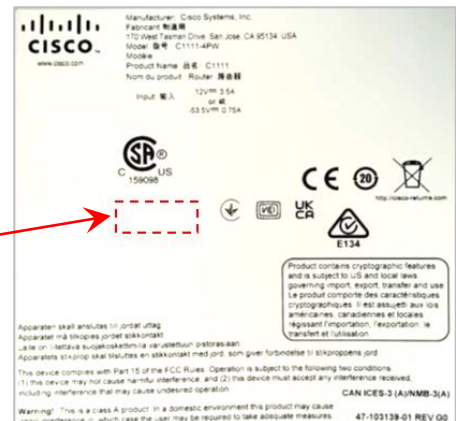 CISCO
www.cisco.com
Manufacturer: Cisco Systems, Inc.
Fabricant 制造商
170 West Tasman Drive, San Jose, CA 95134 USA
Model 型号 C1111-4PW
Modèle
Product Name 品名 C1111
Nom du produit Router 路由器
Input 输入 12V 3.5A
or 或
-53.5V 0.75A
SA
C US
159098
CE
20
http://cisco-returns.com
UK
CA
E134
Product contains cryptographic features
and is subject to US and local laws
governing import, export, transfer and use
Le produit comporte des caractéristiques
cryptographiques. Il est assujetti aux lois
américaines, canadiennes et locales
régissant l'importation, l'exportation, le
transfert et l'utilisation
Apparaten skall anslutas till jordat uttag
Apparatet må tilkoples jordet stikkontakt
Laite on liitettävä suojakoskettimilla varustettuun pistorasiaan
Apparatets stikprop skal tilsluttes en stikkontakt med jord, som giver forbindelse til stikproppens jord
This device complies with Part 15 of the FCC Rules. Operation is subject to the following two conditions
(1) this device may not cause harmful interference, and (2) this device must accept any interference received,
including interference that may cause undesired operation
CAN ICES-3 (A)/NMB-3(A)
Warning! This is a class A product. In a domestic environment this product may cause
radio interference in which case the user may be required to take adequate measures
47-103139-01 REV G0